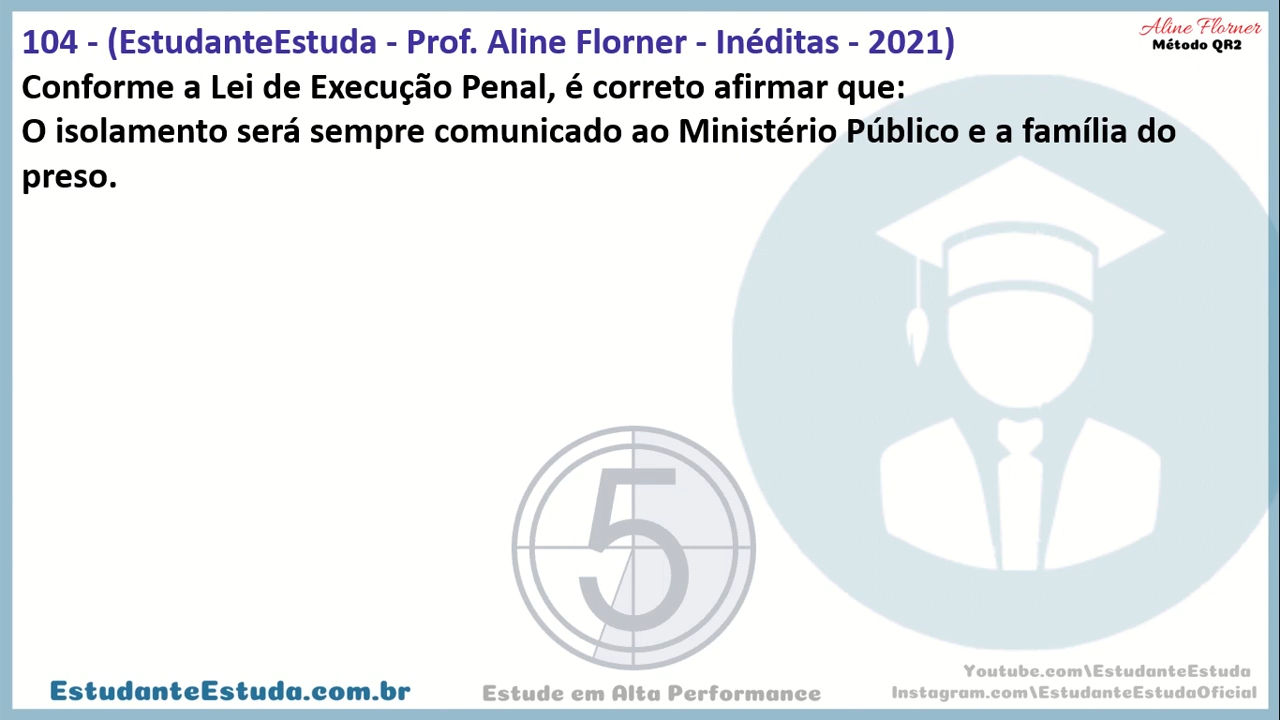 104 - (EstudanteEstuda - Prof. Aline Florner - Inéditas - 2021)
Aline Florner
Método QR2
Conforme a Lei de Execução Penal, é correto afirmar que:
O isolamento será sempre comunicado ao Ministério Público e a família do
preso.
5
EstudanteEstuda.com.br
Estude em Alta Performance
Youtube.com\EstudanteEstuda
Instagram.com\EstudanteEstudaOficial